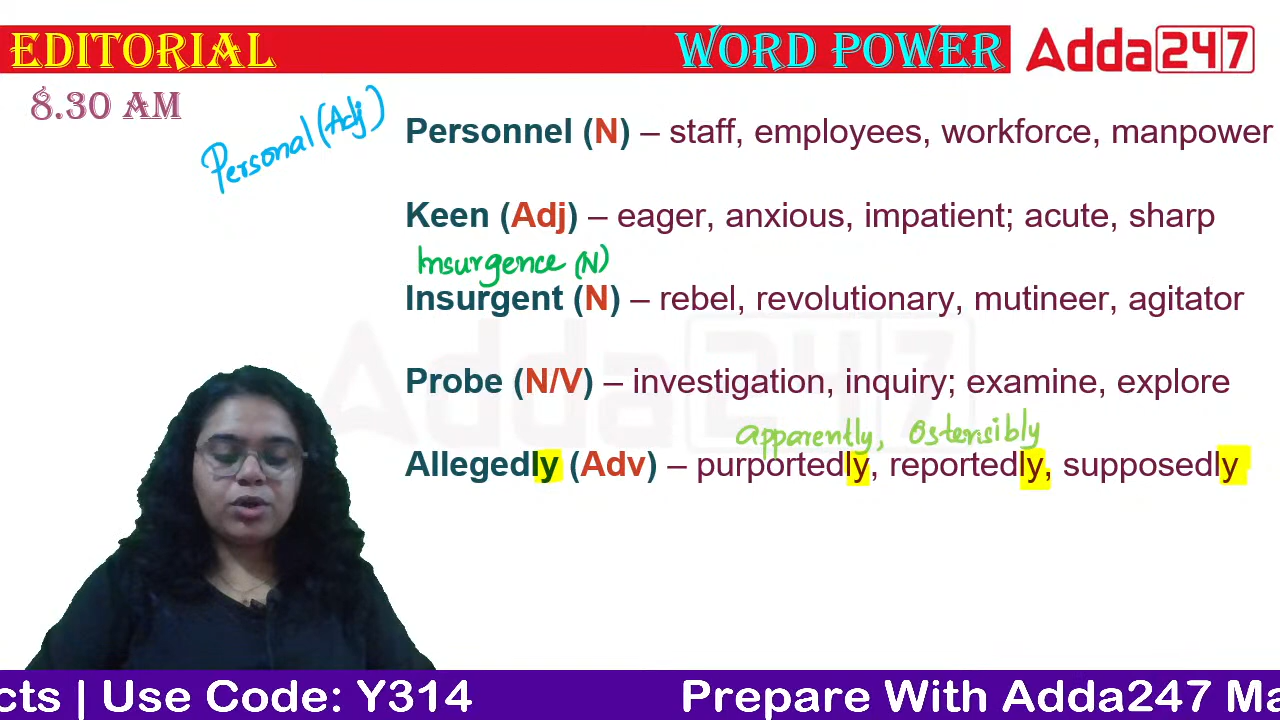 EDITORIAL
WORD POWER
Adda247
8.30 AM
Personal (Adj)
Personnel (N) – staff, employees, workforce, manpower
Keen (Adj) – eager, anxious, impatient; acute, sharp
Insurgence (N)
Insurgent (N) – rebel, revolutionary, mutineer, agitator
Adda247
Probe (N/V) – investigation, inquiry; examine, explore
apparently, Ostensibly
Allegedly (Adv) – purportedly, reportedly, supposedly
cts | Use Code: Y314
Prepare With Adda247 Ma